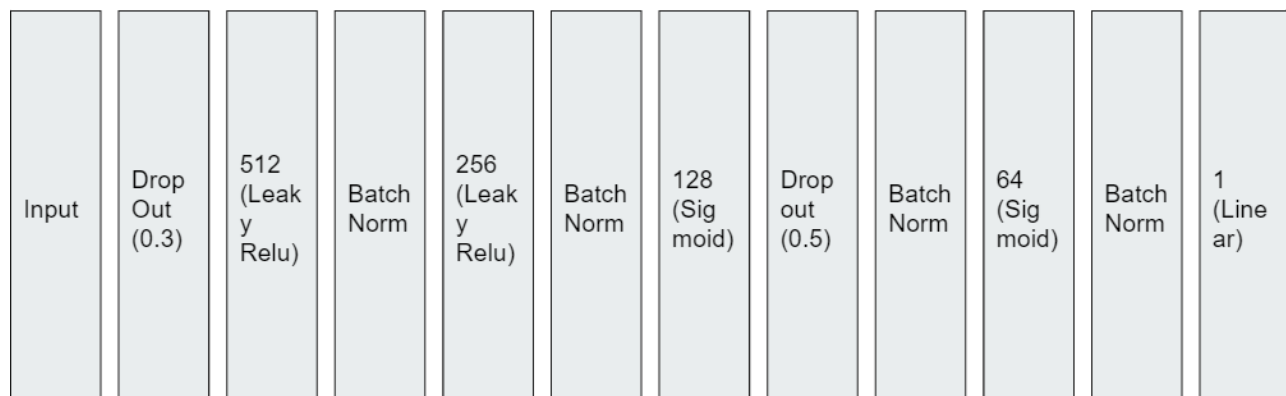 Input
Drop
Out
(0.3)
512
(Leak
y
Relu)
Batch
Norm
256
(Leak
y
Relu)
Batch
Norm
128
(Sig
moid)
Drop
out
(0.5)
Batch
Norm
64
(Sig
moid)
Batch
Norm
1
(Line
ar)